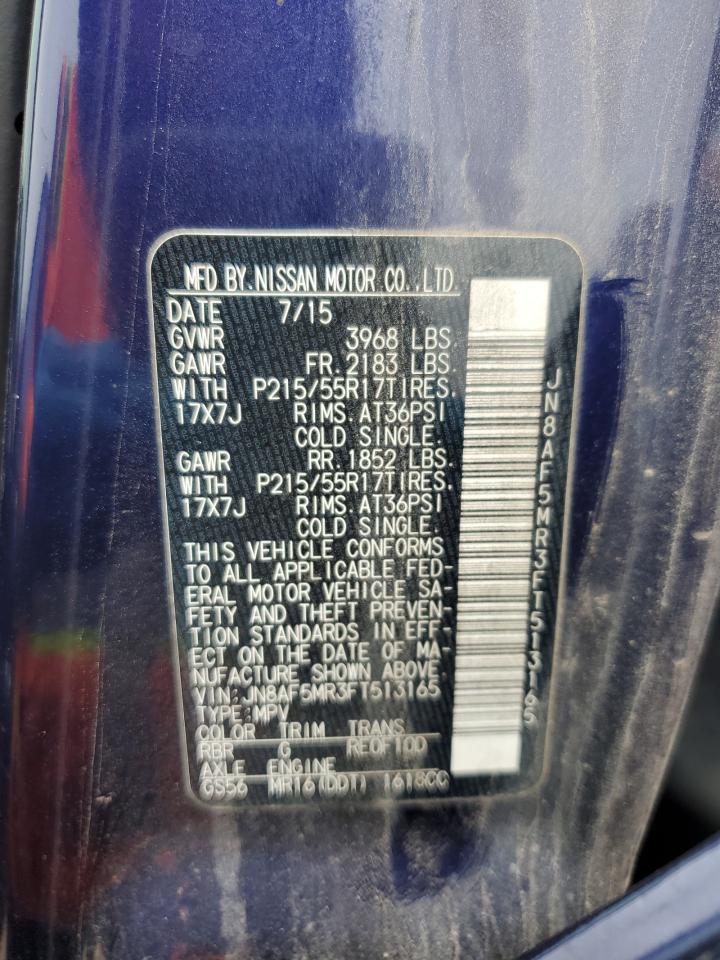 MFD BY NISSAN MOTOR CO.,LTD.
DATE 7/15
GVWR 3968 LBS.
GAWR FR. 2183 LBS.
WITH P215/55R17TIRES.
17X7J RIMS. AT36PSI
COLD SINGLE.
GAWR RR. 1852 LBS.
WITH P215/55R17TIRES.
17X7J RIMS. AT36PSI
COLD SINGLE.
THIS VEHICLE CONFORMS
TO ALL APPLICABLE FED-
ERAL MOTOR VEHICLE SA-
FETY AND THEFT PREVEN-
TION STANDARDS IN EFF-
ECT ON THE DATE OF MA-
NUFACTURE SHOWN ABOVE.
VIN:JN8AF5MR3FT513165
TYPE:MPV
COLOR TRIM TRANS
RBR G RE0F10D
AXLE ENGINE
GS56 MR16(DDT) 1618CC
JN8AF5MR3FT513165